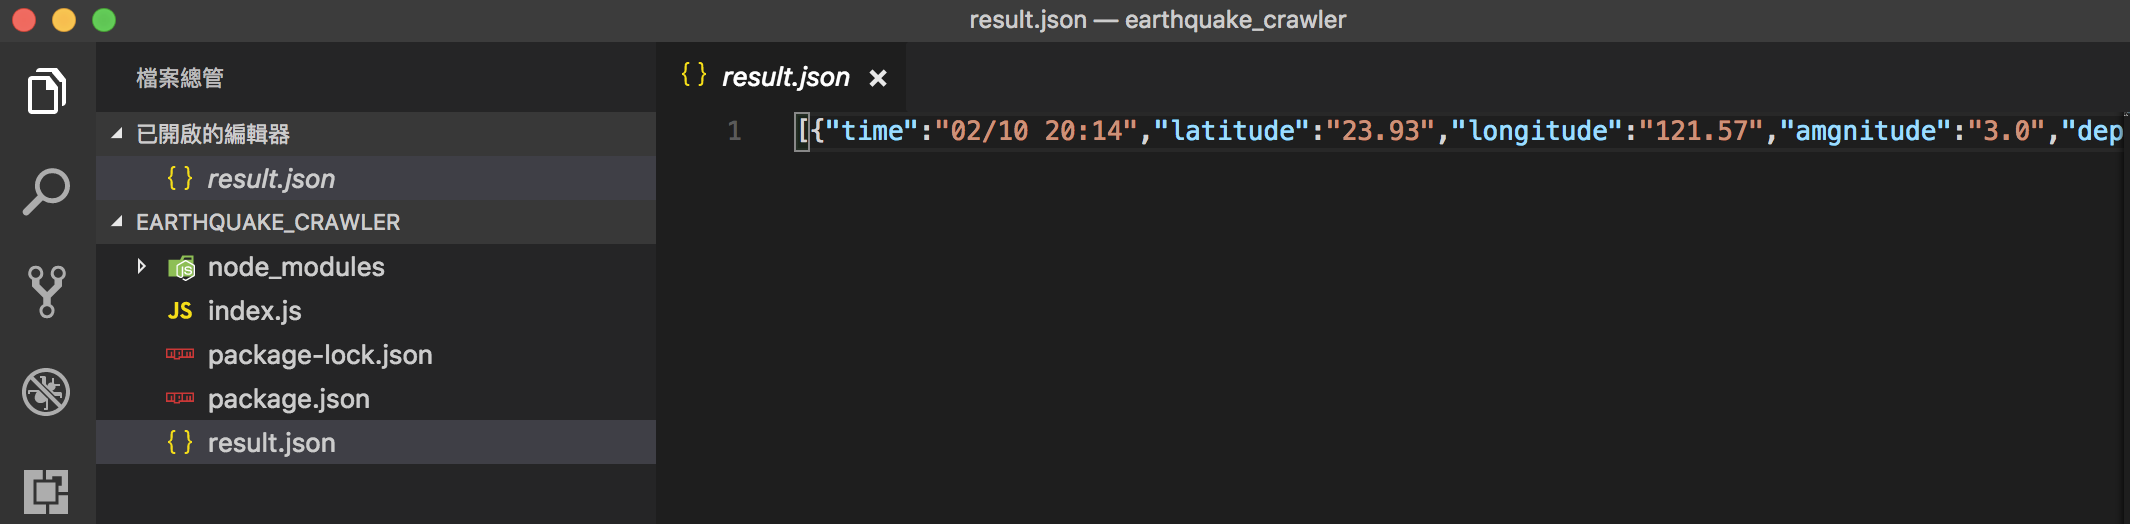 result.json — earthquake_crawler
檔案總管
已開啟的編輯器
{ } result.json
EARTHQUAKE_CRAWLER
node_modules
JS index.js
package-lock.json
package.json
{ } result.json
{ } result.json ×
1 [{"time":"02/10 20:14","latitude":"23.93","longitude":"121.57","amgnitude":"3.0","dep